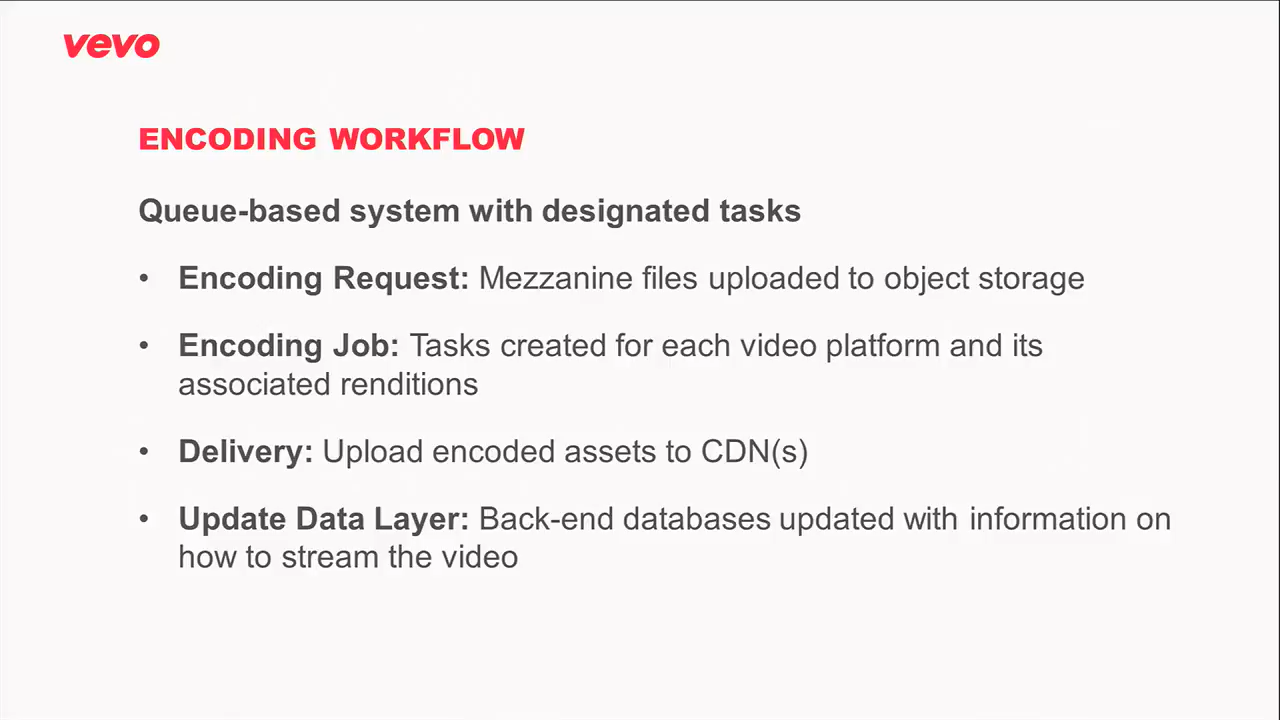 vevo
ENCODING WORKFLOW
Queue-based system with designated tasks
• Encoding Request: Mezzanine files uploaded to object storage
• Encoding Job: Tasks created for each video platform and its
associated renditions
• Delivery: Upload encoded assets to CDN(s)
• Update Data Layer: Back-end databases updated with information on
how to stream the video